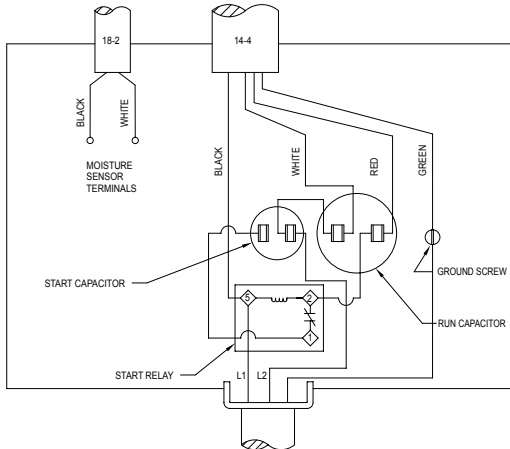 18-2
14-4
BLACK
WHITE
MOISTURE
SENSOR
TERMINALS
BLACK
WHITE
RED
GREEN
START CAPACITOR
GROUND SCREW
RUN CAPACITOR
5
2
1
START RELAY
L1
L2